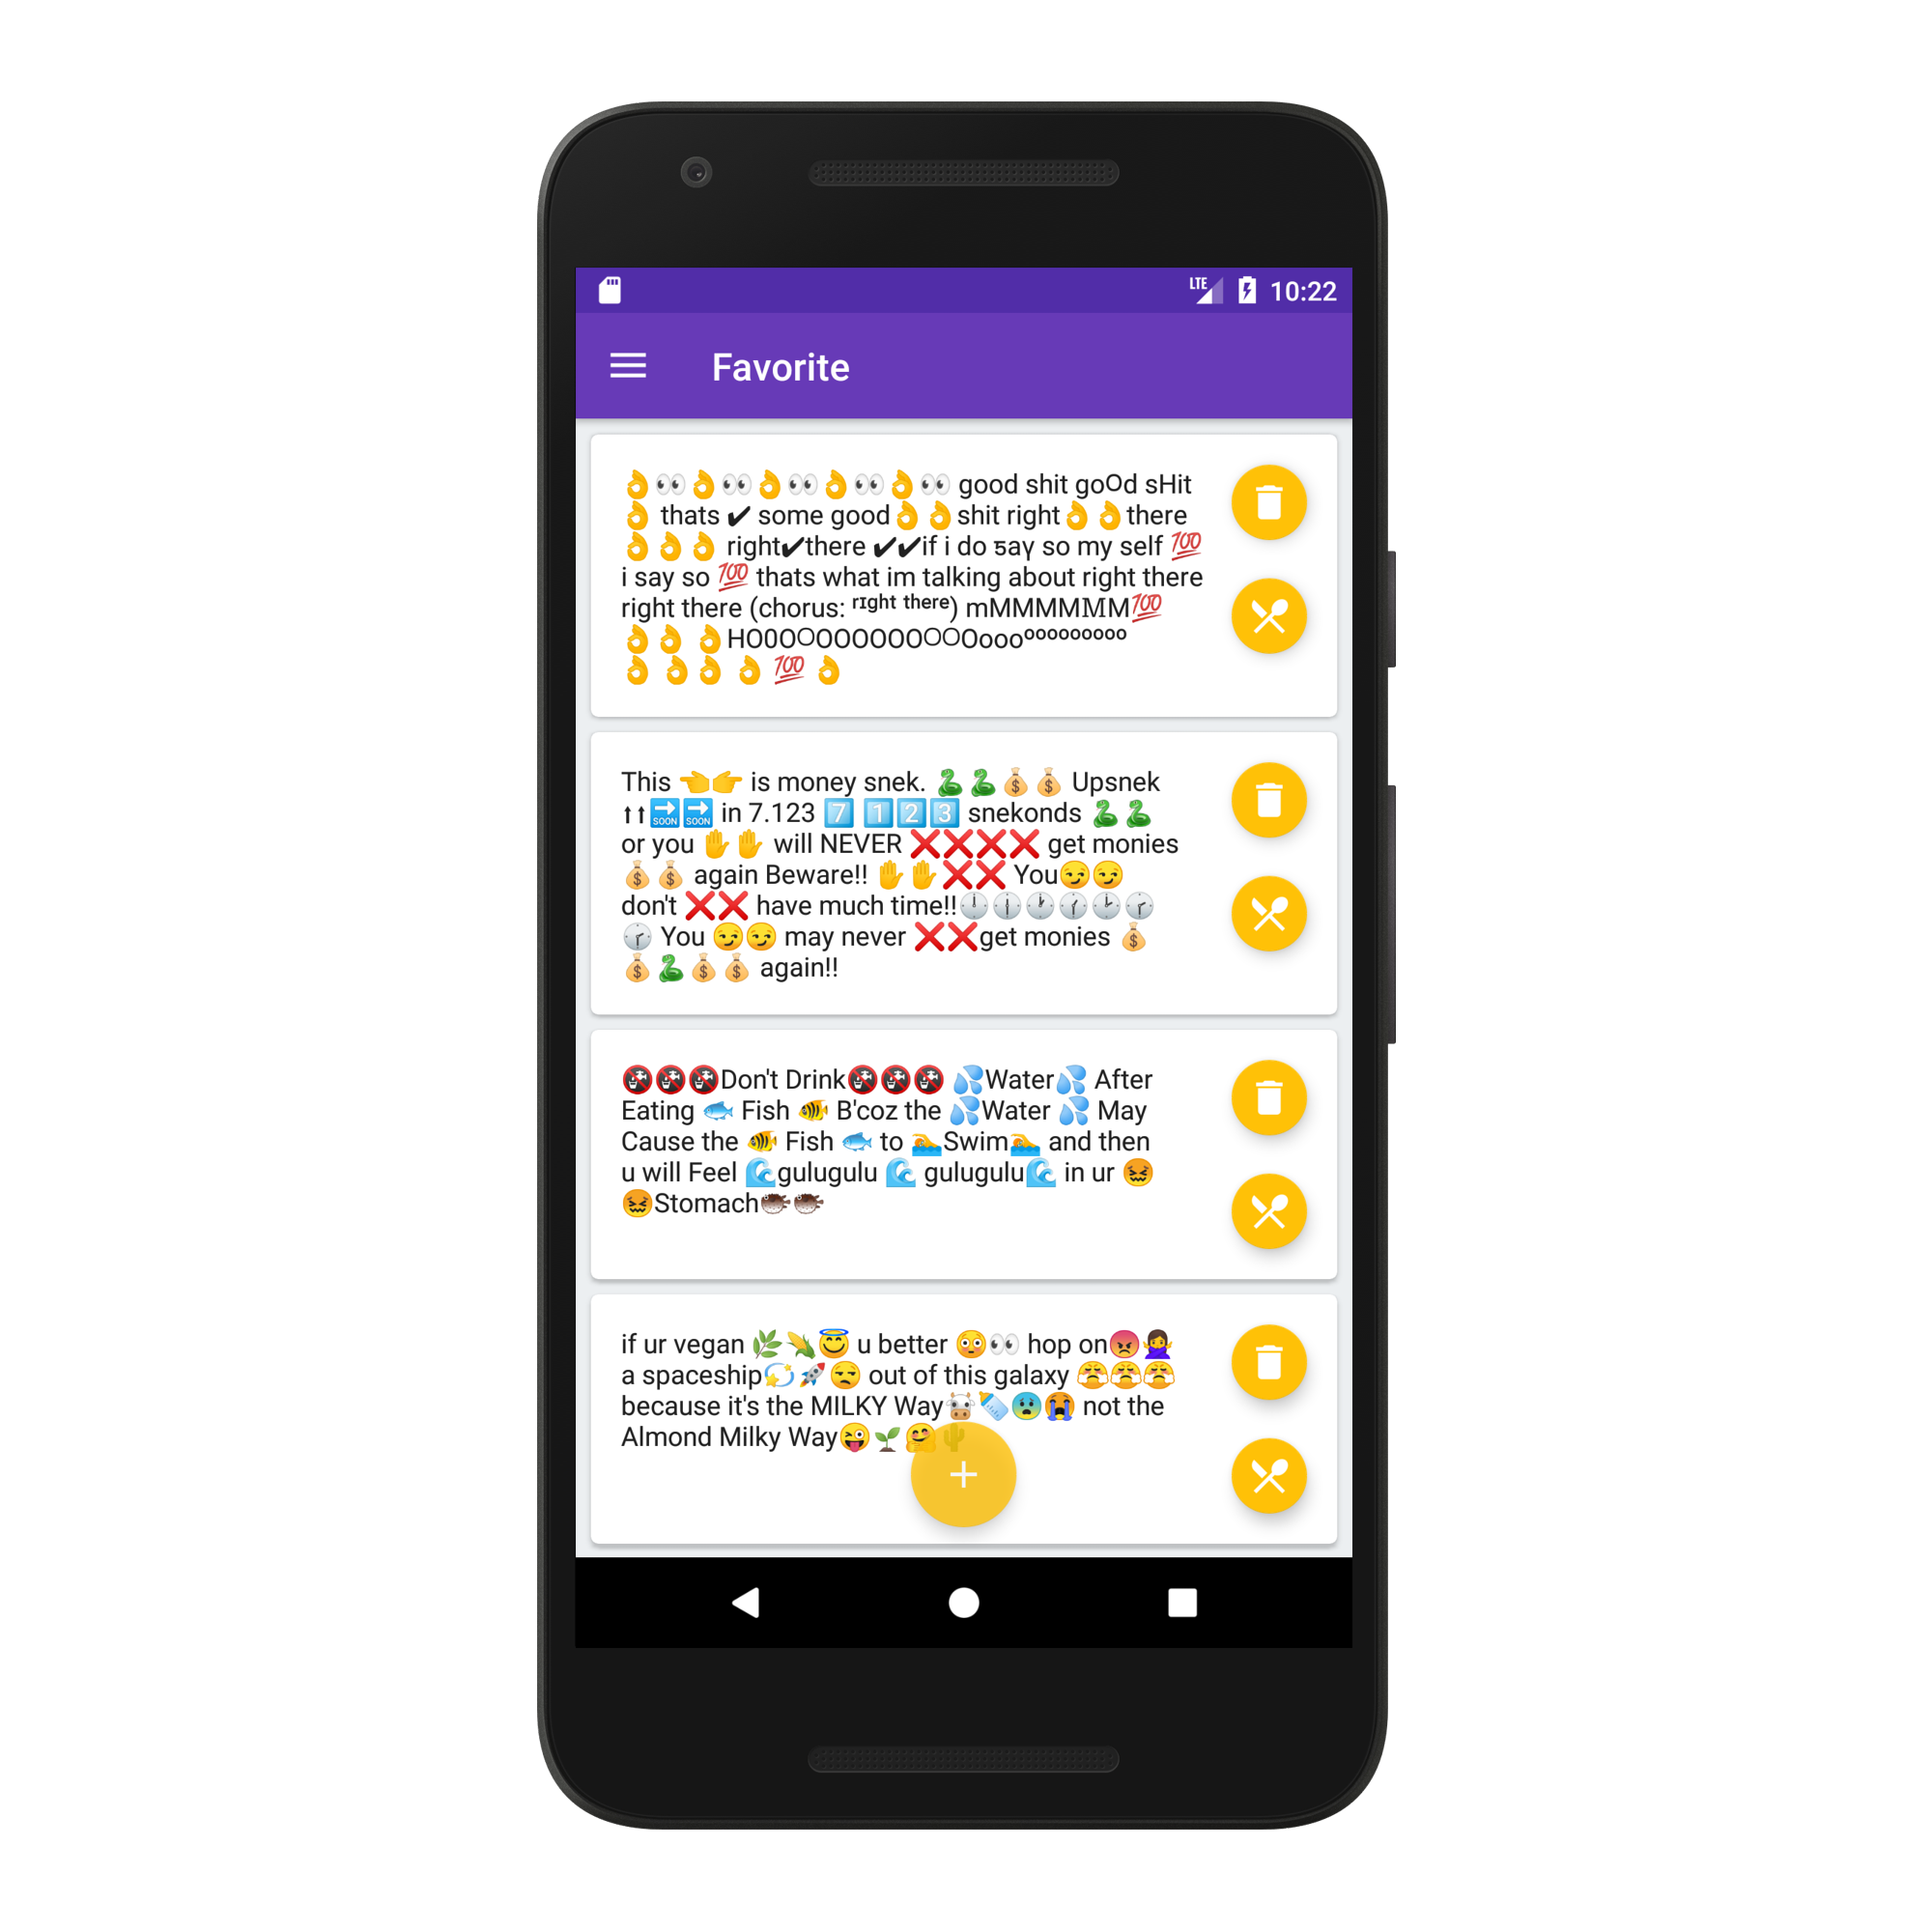 LTE 10:22
Favorite
👌👀👌👀👌👀👌👀👌👀 good shit goOd sHit
👌 thats ✔ some good👌👌shit right👌👌there
👌👌👌 right✔there ✔✔if i do ƽaү so my self 💯
i say so 💯 thats what im talking about right there
right there (chorus: ʳᶦᵍʰᵗ ᵗʰᵉʳᵉ) mMMMMᎷM💯
👌👌 👌HO0ОଠOOOOOOଠଠOoooᵒᵒᵒᵒᵒᵒᵒᵒᵒ
👌 👌👌 👌 💯 👌
This 👈👉 is money snek. 🐍🐍💰💰 Upsnek
⬆⬆🔜🔜 in 7.123 7️⃣ 1️⃣2️⃣3️⃣ snekonds 🐍🐍
or you ✋✋ will NEVER ❌❌❌❌ get monies
💰💰 again Beware!! ✋✋❌❌ You😏😏
don't ❌❌ have much time!!🕛🕧🕐🕜🕑🕝
🕝 You 😏😏 may never ❌❌get monies 💰
💰🐍💰💰 again!!
🚱🚱🚱Don't Drink🚱🚱🚱 💦Water💦 After
Eating 🐟 Fish 🐠 B'coz the 💦Water 💦 May
Cause the 🐠 Fish 🐟 to 🏊Swim🏊 and then
u will Feel 🌊gulugulu 🌊 gulugulu🌊 in ur 😖
😖Stomach🐡🐡
if ur vegan 🌿🌽😇 u better 😳👀 hop on😡🙅‍♀️
a spaceship💫🚀😒 out of this galaxy 😤😤😤
because it's the MILKY Way🐮🍼😨😭 not the
Almond Milky Way😜🌱🤗🌵